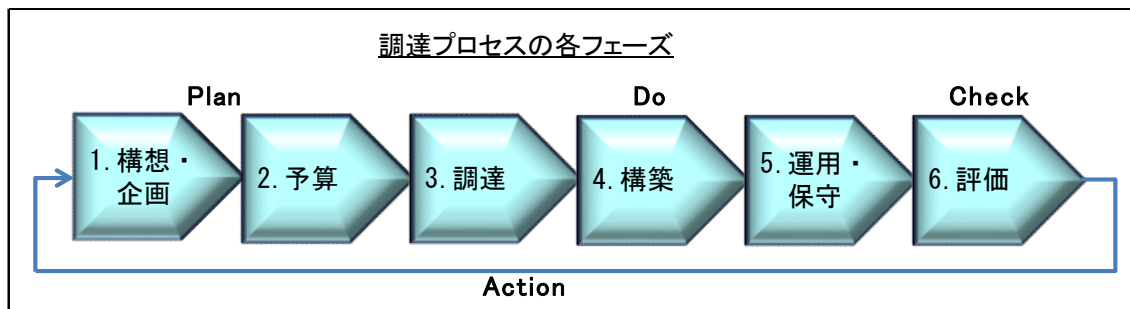 調達プロセスの各フェーズ
Plan
Do
Check
1. 構想・
企画
2. 予算
3. 調達
4. 構築
5. 運用・
保守
6. 評価
Action